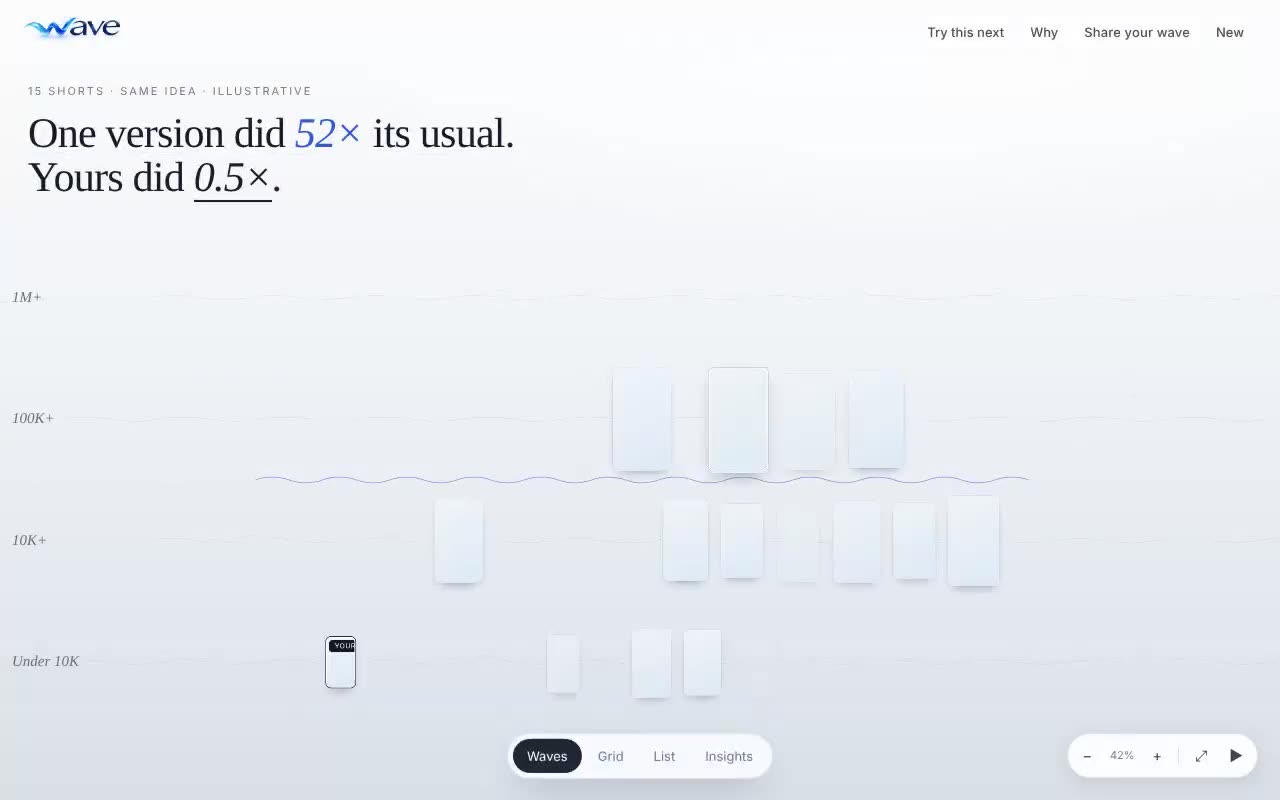 Wave
Try this next
Why
Share your wave
New
15 SHORTS · SAME IDEA · ILLUSTRATIVE
One version did 52× its usual.
Yours did 0.5×.
1M+
100K+
10K+
Under 10K
YOUR
Waves
Grid
List
Insights
− 42% +